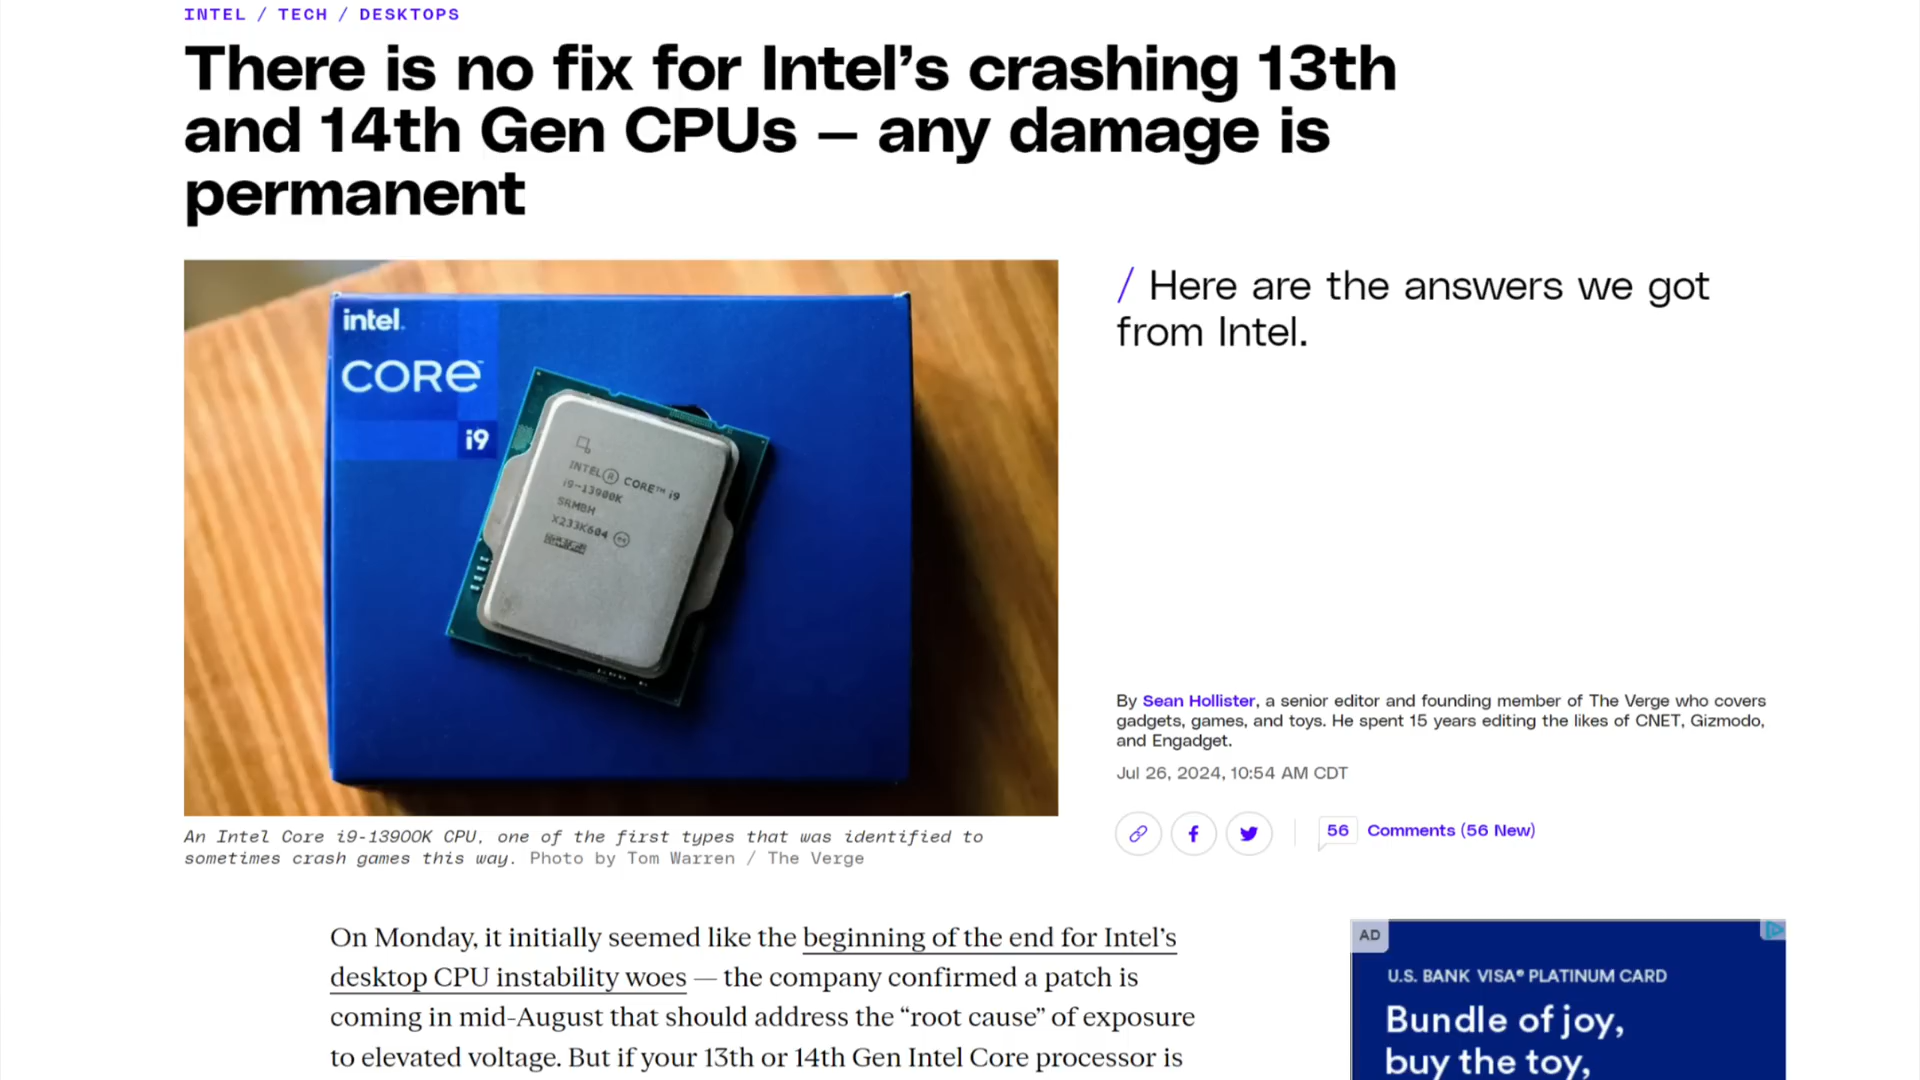 INTEL / TECH / DESKTOPS
There is no fix for Intel’s crashing 13th
and 14th Gen CPUs — any damage is
permanent
intel.
CORE™
i9
INTEL® CORE™ i9
i9-13900K
SRMBH
X233K604
/ Here are the answers we got
from Intel.
By Sean Hollister, a senior editor and founding member of The Verge who covers
gadgets, games, and toys. He spent 15 years editing the likes of CNET, Gizmodo,
and Engadget.
Jul 26, 2024, 10:54 AM CDT
56 Comments (56 New)
An Intel Core i9-13900K CPU, one of the first types that was identified to
sometimes crash games this way. Photo by Tom Warren / The Verge
On Monday, it initially seemed like the beginning of the end for Intel’s
desktop CPU instability woes — the company confirmed a patch is
coming in mid-August that should address the “root cause” of exposure
to elevated voltage. But if your 13th or 14th Gen Intel Core processor is
AD
U.S. BANK VISA® PLATINUM CARD
Bundle of joy,
buy the toy,